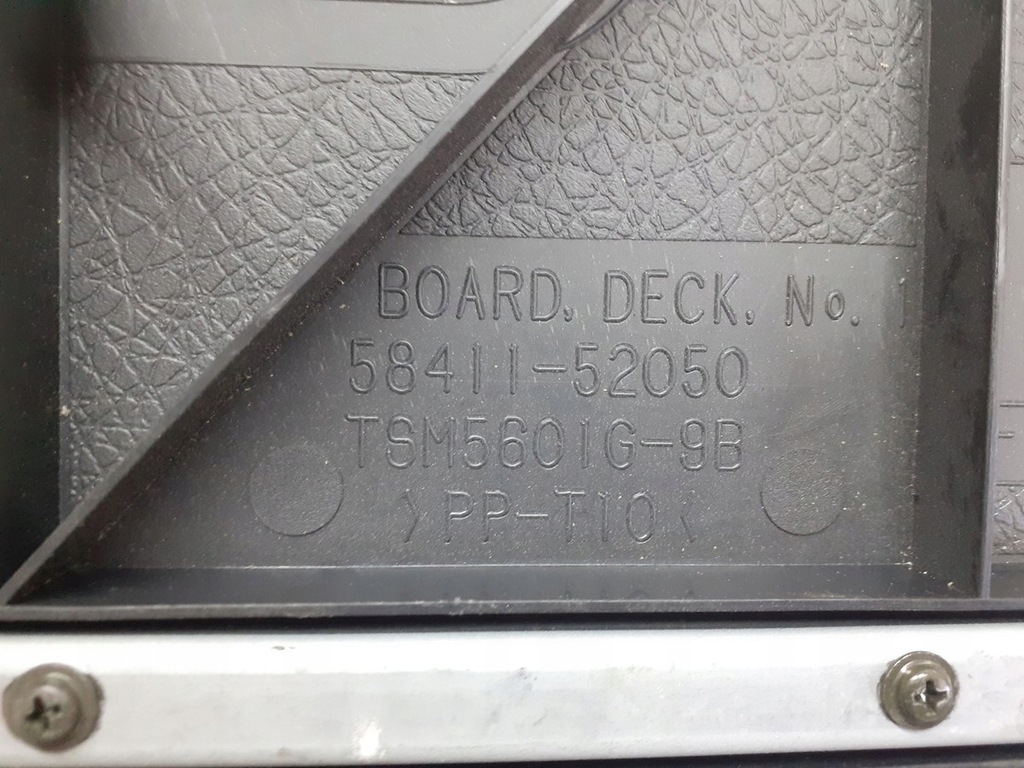 BOARD. DECK. No. 1
58411-52050
TSM5601G-9B
>PP-T10<